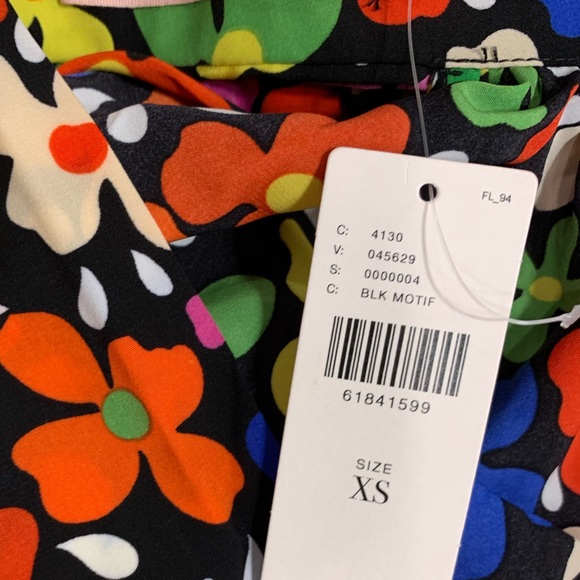 FL_94
C: 4130
V: 045629
S: 0000004
C: BLK MOTIF
61841599
SIZE
XS